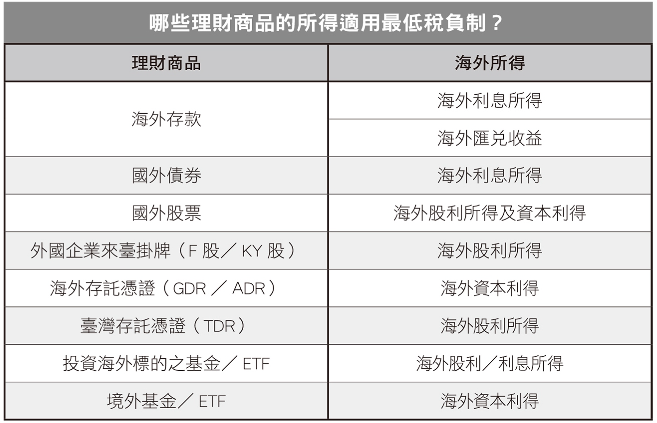 哪些理財商品的所得適用最低稅負制？
理財商品 海外所得
海外存款 海外利息所得
海外匯兌收益
國外債券 海外利息所得
國外股票 海外股利所得及資本利得
外國企業來臺掛牌（F 股／KY 股） 海外股利所得
海外存託憑證（GDR／ADR） 海外資本利得
臺灣存託憑證（TDR） 海外股利所得
投資海外標的之基金／ETF 海外股利／利息所得
境外基金／ETF 海外資本利得